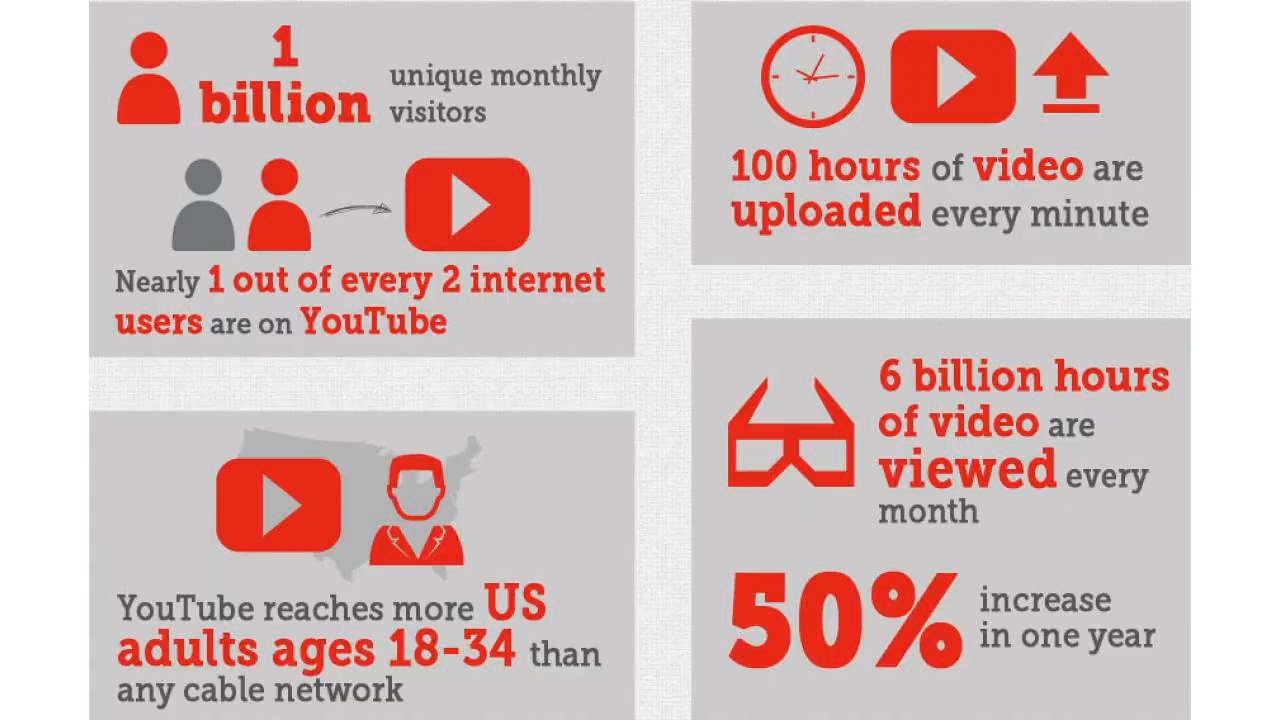 1
billion
unique monthly
visitors
Nearly 1 out of every 2 internet
users are on YouTube
YouTube reaches more US
adults ages 18-34 than
any cable network
100 hours of video are
uploaded every minute
6 billion hours
of video are
viewed every
month
50%
increase
in one year